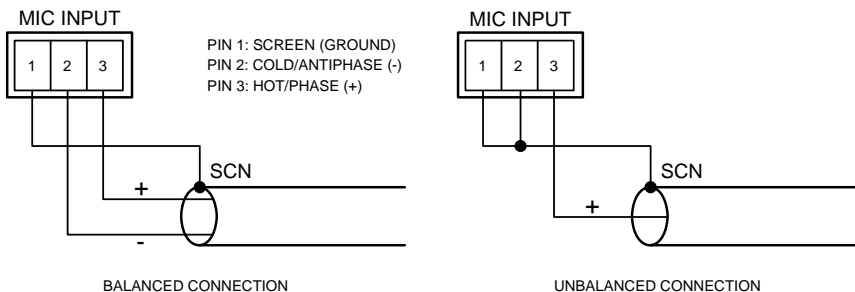 MIC INPUT
1 2 3
PIN 1: SCREEN (GROUND)
PIN 2: COLD/ANTIPHASE (-)
PIN 3: HOT/PHASE (+)
SCN
+
-
BALANCED CONNECTION
MIC INPUT
1 2 3
SCN
+
UNBALANCED CONNECTION